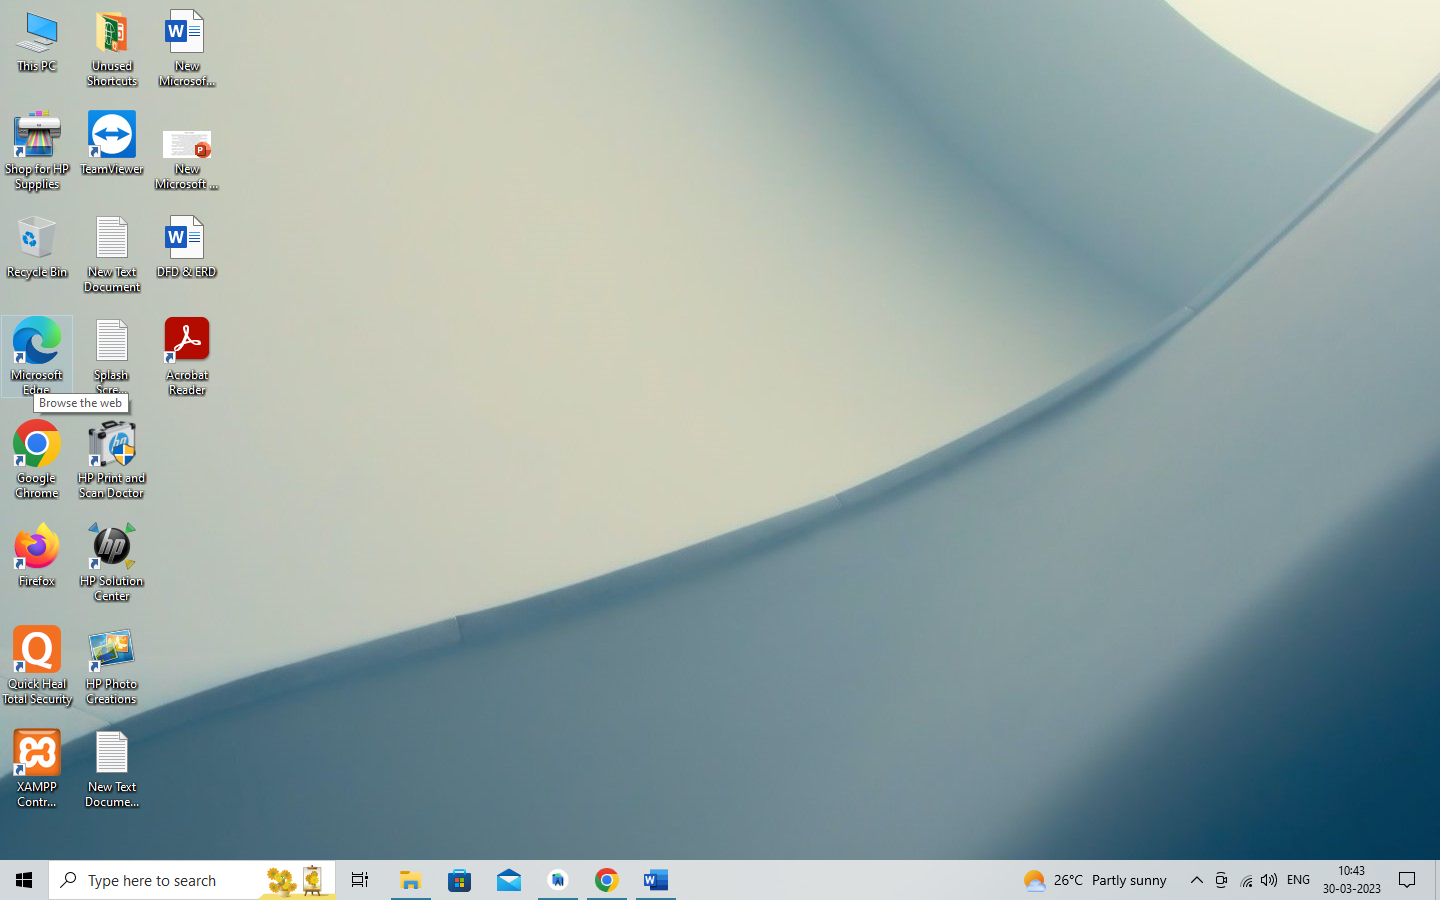 This PC
Unused
Shortcuts
New
Microsof...
Shop for HP
Supplies
TeamViewer
New
Microsoft ...
Recycle Bin
New Text
Document
DFD & ERD
Microsoft
Edge
Splash
Scre...
Acrobat
Reader
Browse the web
Google
Chrome
HP Print and
Scan Doctor
Firefox
HP Solution
Center
Quick Heal
Total Security
HP Photo
Creations
XAMPP
Contr...
New Text
Docume...
Type here to search
26°C Partly sunny
ENG
10:43
30-03-2023